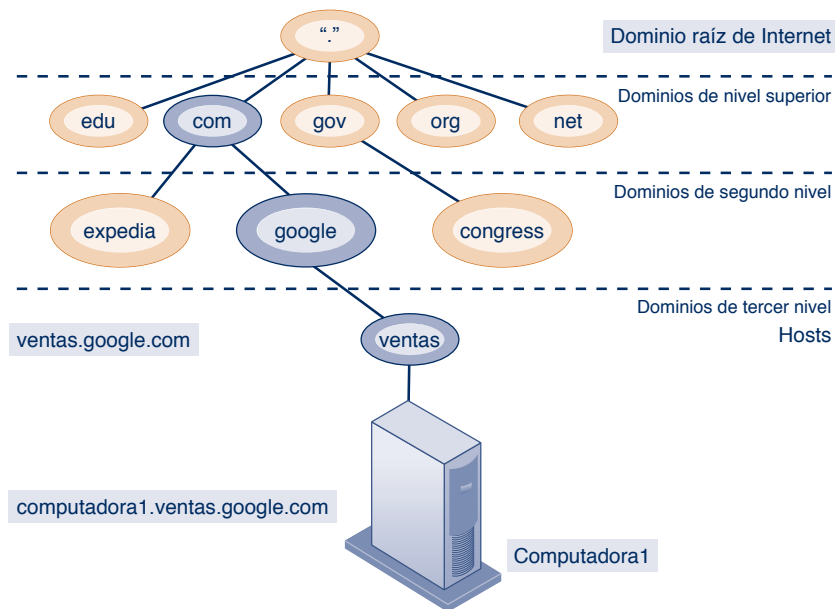 “.”
Dominio raíz de Internet
Dominios de nivel superior
edu
com
gov
org
net
Dominios de segundo nivel
expedia
google
congress
Dominios de tercer nivel
ventas.google.com
ventas
Hosts
computadora1.ventas.google.com
Computadora1